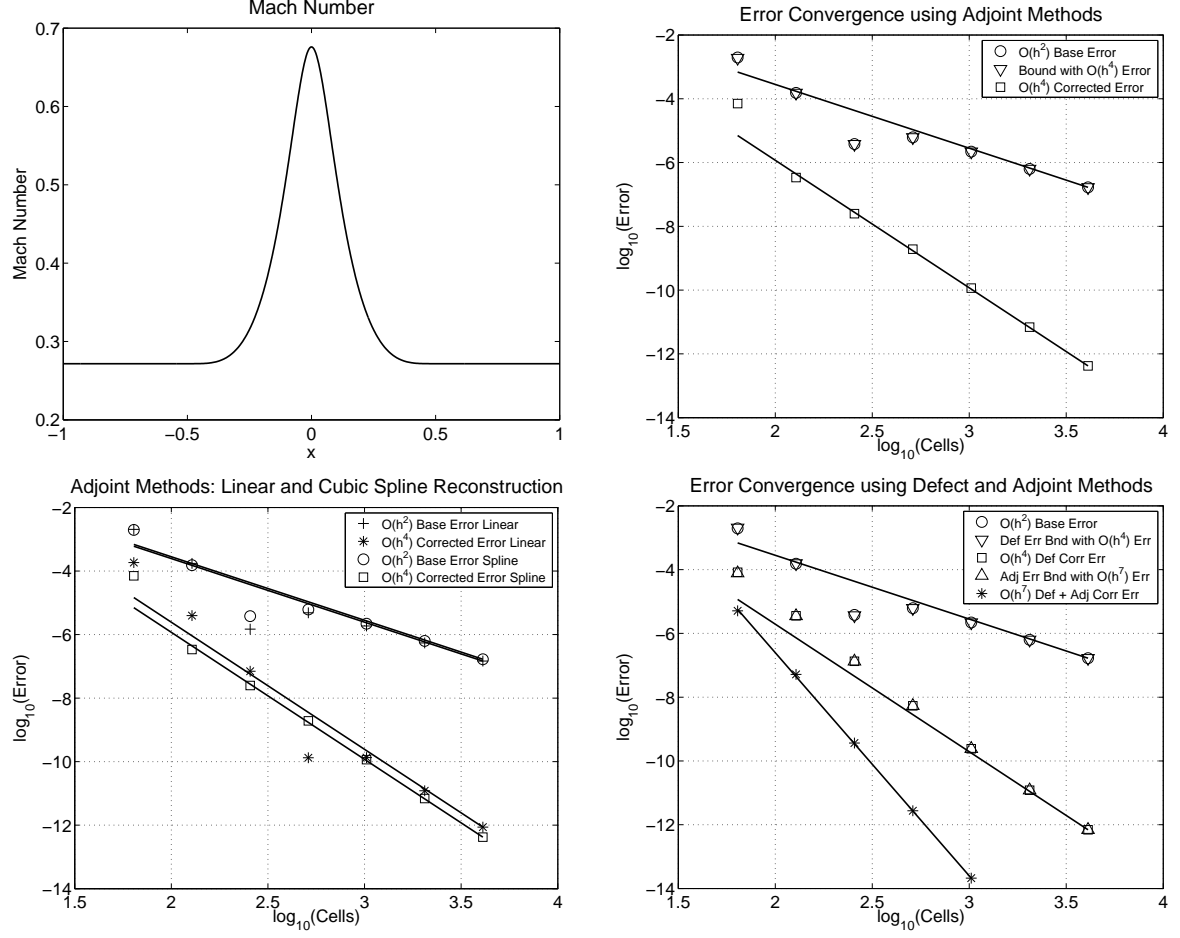 Mach Number
0.7
0.6
0.5
0.4
0.3
0.2
Mach Number
−1
−0.5
0
0.5
1
x
Error Convergence using Adjoint Methods
−2
−4
−6
−8
−10
−12
−14
log10(Error)
O(h2) Base Error
Bound with O(h4) Error
O(h4) Corrected Error
1.5
2
2.5
3
3.5
4
log10(Cells)
Adjoint Methods: Linear and Cubic Spline Reconstruction
−2
−4
−6
−8
−10
−12
−14
log10(Error)
O(h2) Base Error Linear
O(h4) Corrected Error Linear
O(h2) Base Error Spline
O(h4) Corrected Error Spline
1.5
2
2.5
3
3.5
4
log10(Cells)
Error Convergence using Defect and Adjoint Methods
−2
−4
−6
−8
−10
−12
−14
log10(Error)
O(h2) Base Error
Def Err Bnd with O(h4) Err
O(h4) Def Corr Err
Adj Err Bnd with O(h7) Err
O(h7) Def + Adj Corr Err
1.5
2
2.5
3
3.5
4
log10(Cells)